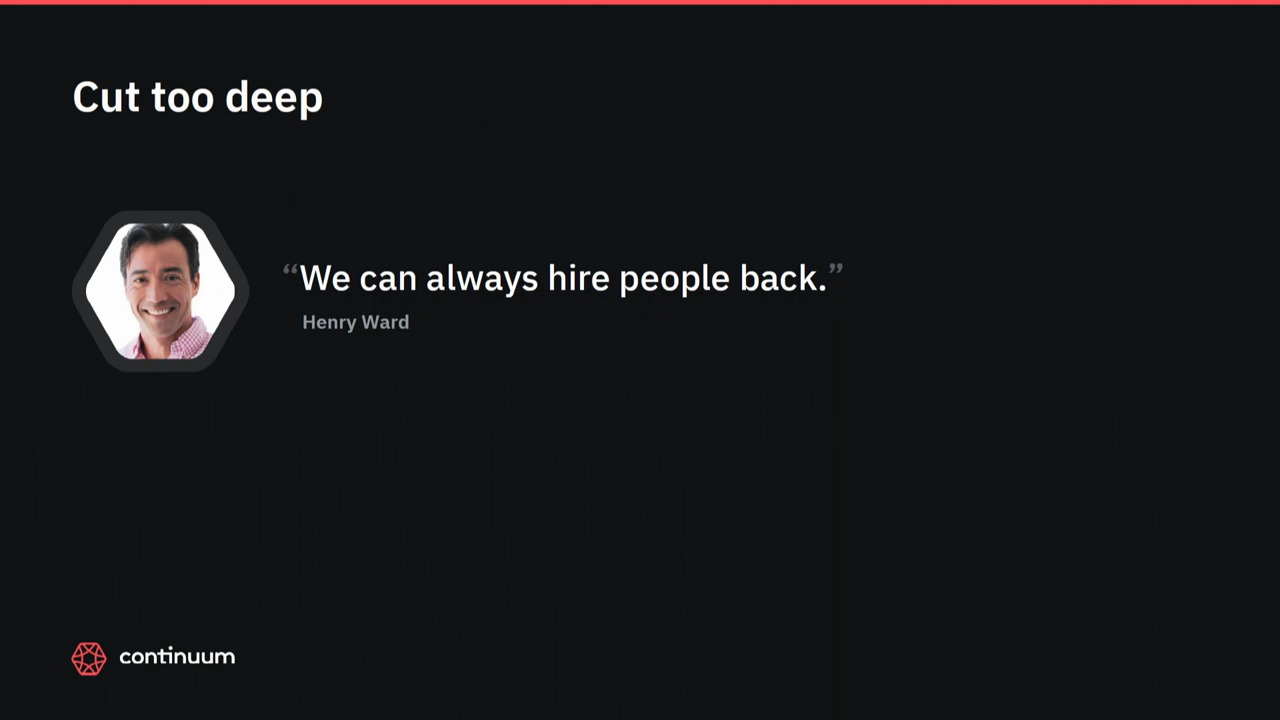 Cut too deep
“We can always hire people back.”
Henry Ward
continuum